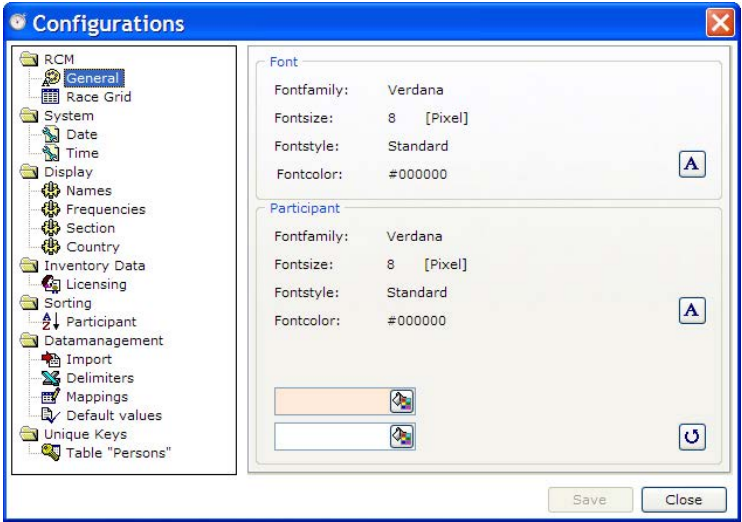 Configurations
RCM
General
Race Grid
System
Date
Time
Display
Names
Frequencies
Section
Country
Inventory Data
Licensing
Sorting
Participant
Datamanagement
Import
Delimiters
Mappings
Default values
Unique Keys
Table "Persons"
Font
Fontfamily: Verdana
Fontsize: 8 [Pixel]
Fontstyle: Standard
Fontcolor: #000000
A
Participant
Fontfamily: Verdana
Fontsize: 8 [Pixel]
Fontstyle: Standard
Fontcolor: #000000
A
Save Close